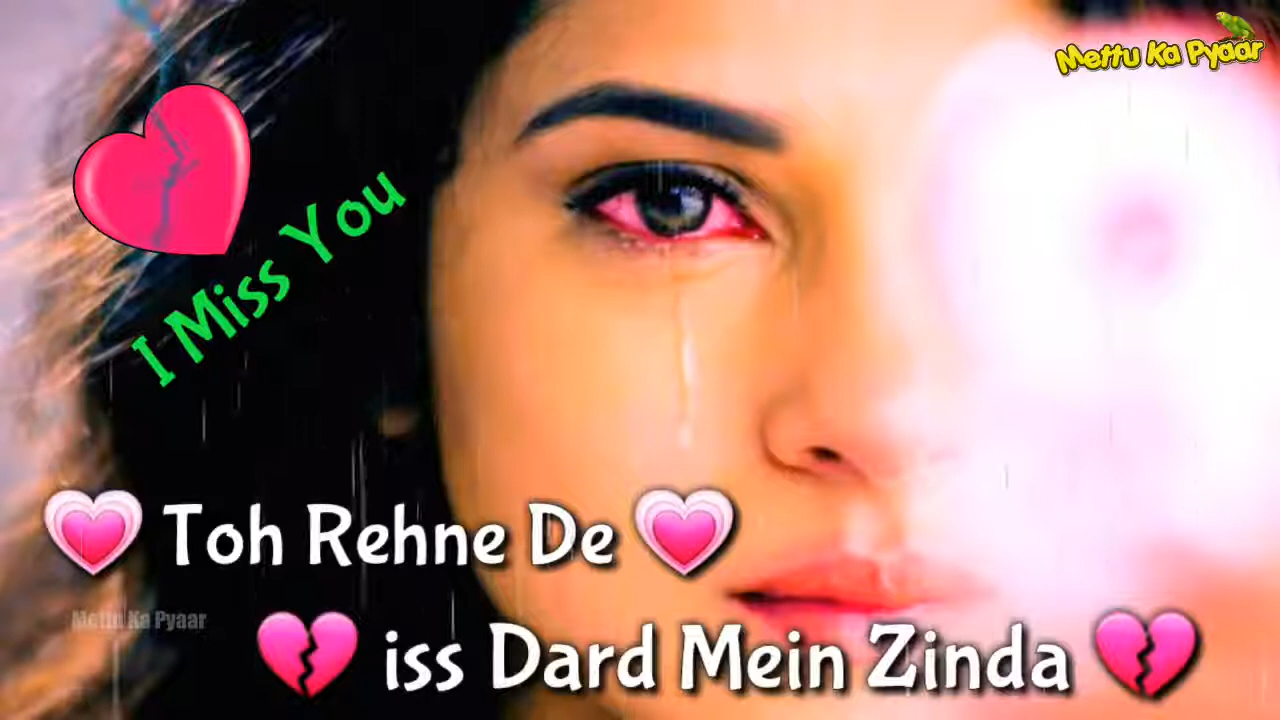 Mettu Ka Pyaar
I Miss You
Toh Rehne De
Mettu Ka Pyaar
iss Dard Mein Zinda